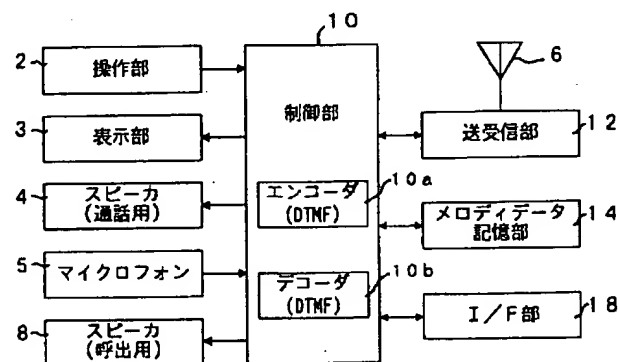 10
2 操作部
3 表示部
4 スピーカ
(通話用)
5 マイクロフォン
8 スピーカ
(呼出用)
制御部
エンコーダ
(DTMF)
10a
デコーダ
(DTMF)
10b
6
送受信部 12
メロディデータ
記憶部 14
I/F部 18